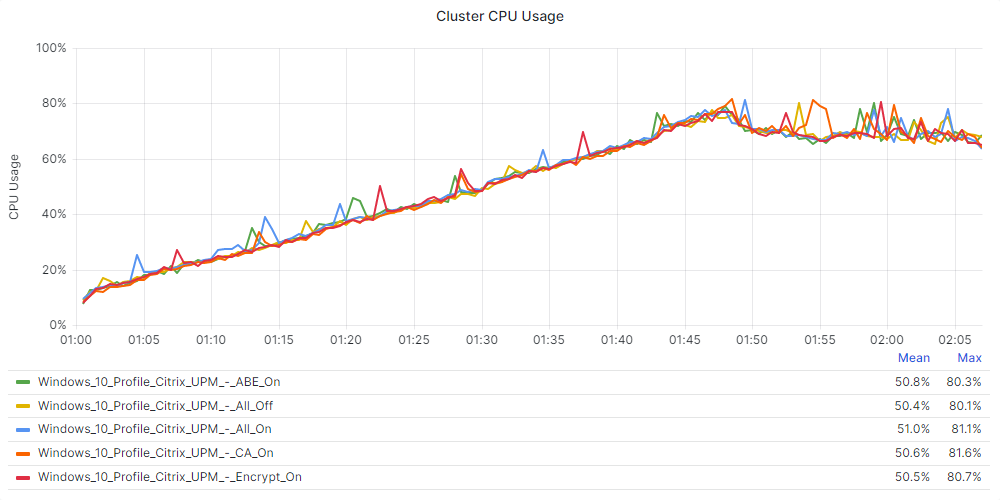 Cluster CPU Usage
100%
80%
60%
40%
20%
0%
CPU Usage
01:00 01:05 01:10 01:15 01:20 01:25 01:30 01:35 01:40 01:45 01:50 01:55 02:00 02:05
Mean Max
Windows_10_Profile_Citrix_UPM_-_ABE_On 50.8% 80.3%
Windows_10_Profile_Citrix_UPM_-_All_Off 50.4% 80.1%
Windows_10_Profile_Citrix_UPM_-_All_On 51.0% 81.1%
Windows_10_Profile_Citrix_UPM_-_CA_On 50.6% 81.6%
Windows_10_Profile_Citrix_UPM_-_Encrypt_On 50.5% 80.7%